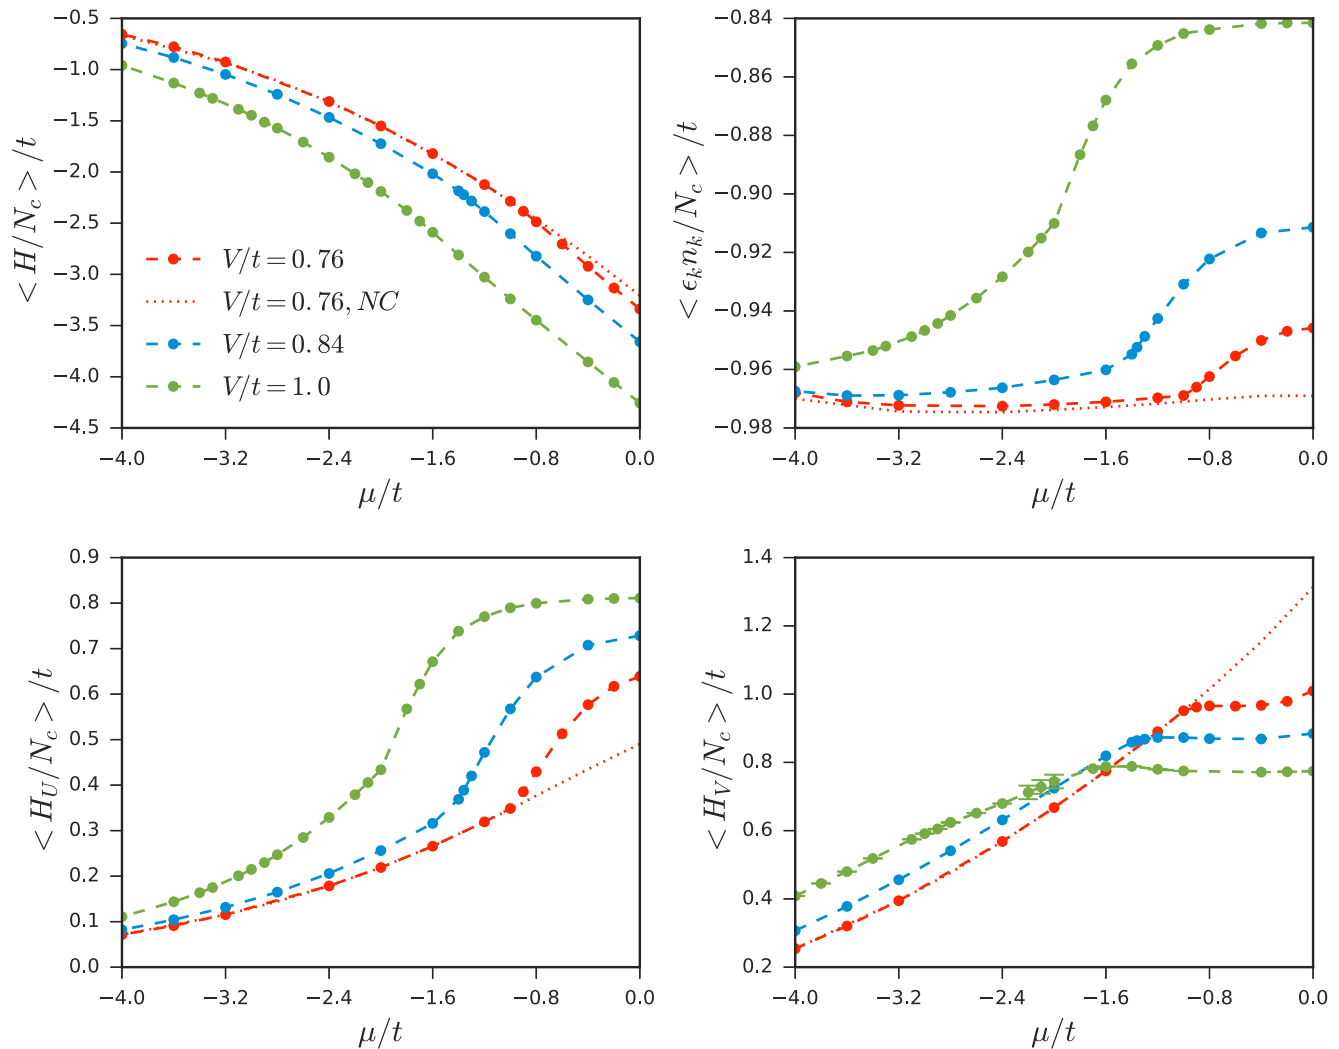 −0.5
−1.0
−1.5
−2.0
−2.5
−3.0
−3.5
−4.0
−4.5
< H/N_c > /t
V/t = 0.76
V/t = 0.76, NC
V/t = 0.84
V/t = 1.0
−4.0 −3.2 −2.4 −1.6 −0.8 0.0
μ/t
−0.84
−0.86
−0.88
−0.90
−0.92
−0.94
−0.96
−0.98
< ϵ_k n_k/N_c > /t
−4.0 −3.2 −2.4 −1.6 −0.8 0.0
μ/t
0.9
0.8
0.7
0.6
0.5
0.4
0.3
0.2
0.1
0.0
< H_U/N_c > /t
−4.0 −3.2 −2.4 −1.6 −0.8 0.0
μ/t
1.4
1.2
1.0
0.8
0.6
0.4
0.2
< H_V/N_c > /t
−4.0 −3.2 −2.4 −1.6 −0.8 0.0
μ/t